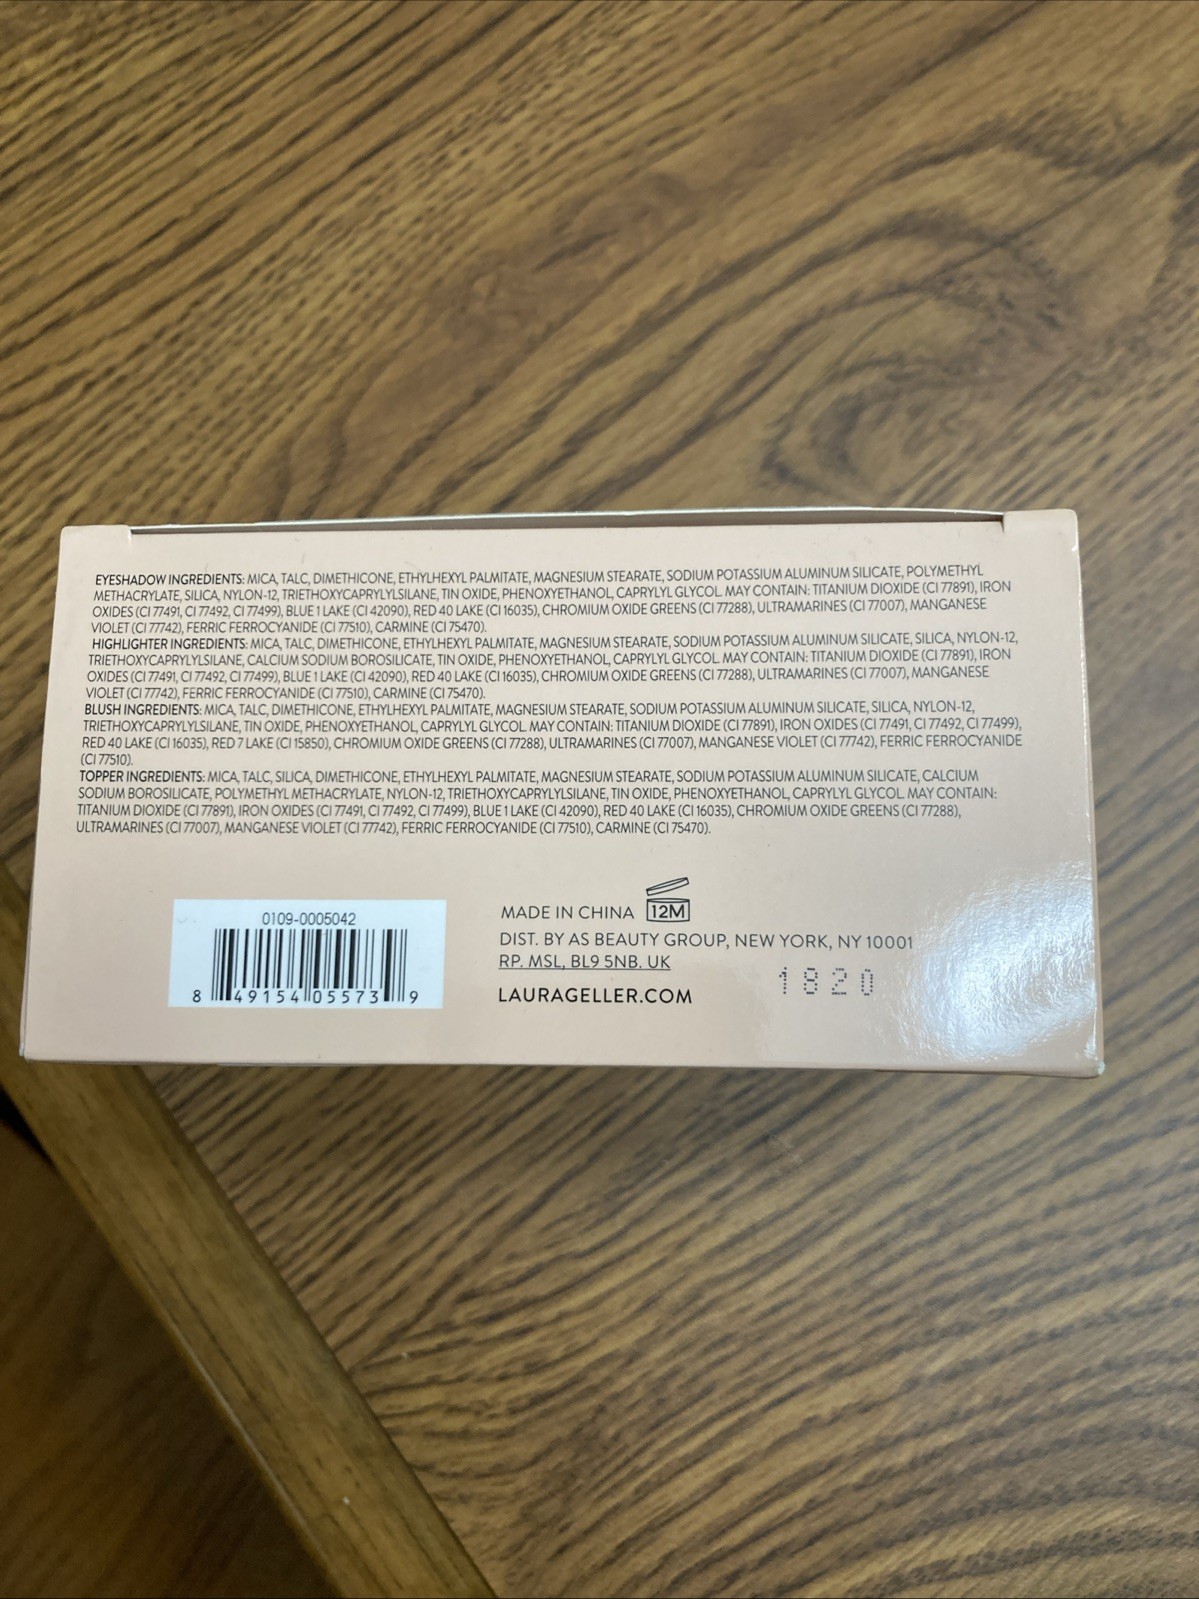 EYESHADOW INGREDIENTS: MICA, TALC, DIMETHICONE, ETHYLHEXYL PALMITATE, MAGNESIUM STEARATE, SODIUM POTASSIUM ALUMINUM SILICATE, POLYMETHYL
METHACRYLATE, SILICA, NYLON-12, TRIETHOXYCAPRYLYLSILANE, TIN OXIDE, PHENOXYETHANOL, CAPRYLYL GLYCOL. MAY CONTAIN: TITANIUM DIOXIDE (CI 77891), IRON
OXIDES (CI 77491, CI 77492, CI 77499), BLUE 1 LAKE (CI 42090), RED 40 LAKE (CI 16035), CHROMIUM OXIDE GREENS (CI 77288), ULTRAMARINES (CI 77007), MANGANESE
VIOLET (CI 77742), FERRIC FERROCYANIDE (CI 77510), CARMINE (CI 75470).
HIGHLIGHTER INGREDIENTS: MICA, TALC, DIMETHICONE, ETHYLHEXYL PALMITATE, MAGNESIUM STEARATE, SODIUM POTASSIUM ALUMINUM SILICATE, SILICA, NYLON-12,
TRIETHOXYCAPRYLYLSILANE, CALCIUM SODIUM BOROSILICATE, TIN OXIDE, PHENOXYETHANOL, CAPRYLYL GLYCOL. MAY CONTAIN: TITANIUM DIOXIDE (CI 77891), IRON
OXIDES (CI 77491, CI 77492, CI 77499), BLUE 1 LAKE (CI 42090), RED 40 LAKE (CI 16035), CHROMIUM OXIDE GREENS (CI 77288), ULTRAMARINES (CI 77007), MANGANESE
VIOLET (CI 77742), FERRIC FERROCYANIDE (CI 77510), CARMINE (CI 75470).
BLUSH INGREDIENTS: MICA, TALC, DIMETHICONE, ETHYLHEXYL PALMITATE, MAGNESIUM STEARATE, SODIUM POTASSIUM ALUMINUM SILICATE, SILICA, NYLON-12,
TRIETHOXYCAPRYLYLSILANE, TIN OXIDE, PHENOXYETHANOL, CAPRYLYL GLYCOL. MAY CONTAIN: TITANIUM DIOXIDE (CI 77891), IRON OXIDES (CI 77491, CI 77492, CI 77499),
RED 40 LAKE (CI 16035), RED 7 LAKE (CI 15850), CHROMIUM OXIDE GREENS (CI 77288), ULTRAMARINES (CI 77007), MANGANESE VIOLET (CI 77742), FERRIC FERROCYANIDE
(CI 77510).
TOPPER INGREDIENTS: MICA, TALC, SILICA, DIMETHICONE, ETHYLHEXYL PALMITATE, MAGNESIUM STEARATE, SODIUM POTASSIUM ALUMINUM SILICATE, CALCIUM
SODIUM BOROSILICATE, POLYMETHYL METHACRYLATE, NYLON-12, TRIETHOXYCAPRYLYLSILANE, TIN OXIDE, PHENOXYETHANOL, CAPRYLYL GLYCOL. MAY CONTAIN:
TITANIUM DIOXIDE (CI 77891), IRON OXIDES (CI 77491, CI 77492, CI 77499), BLUE 1 LAKE (CI 42090), RED 40 LAKE (CI 16035), CHROMIUM OXIDE GREENS (CI 77288),
ULTRAMARINES (CI 77007), MANGANESE VIOLET (CI 77742), FERRIC FERROCYANIDE (CI 77510), CARMINE (CI 75470).
0109-0005042
8 49154 05573 9
MADE IN CHINA 12M
DIST. BY AS BEAUTY GROUP, NEW YORK, NY 10001
RP. MSL, BL9 5NB. UK
LAURAGELLER.COM
1820